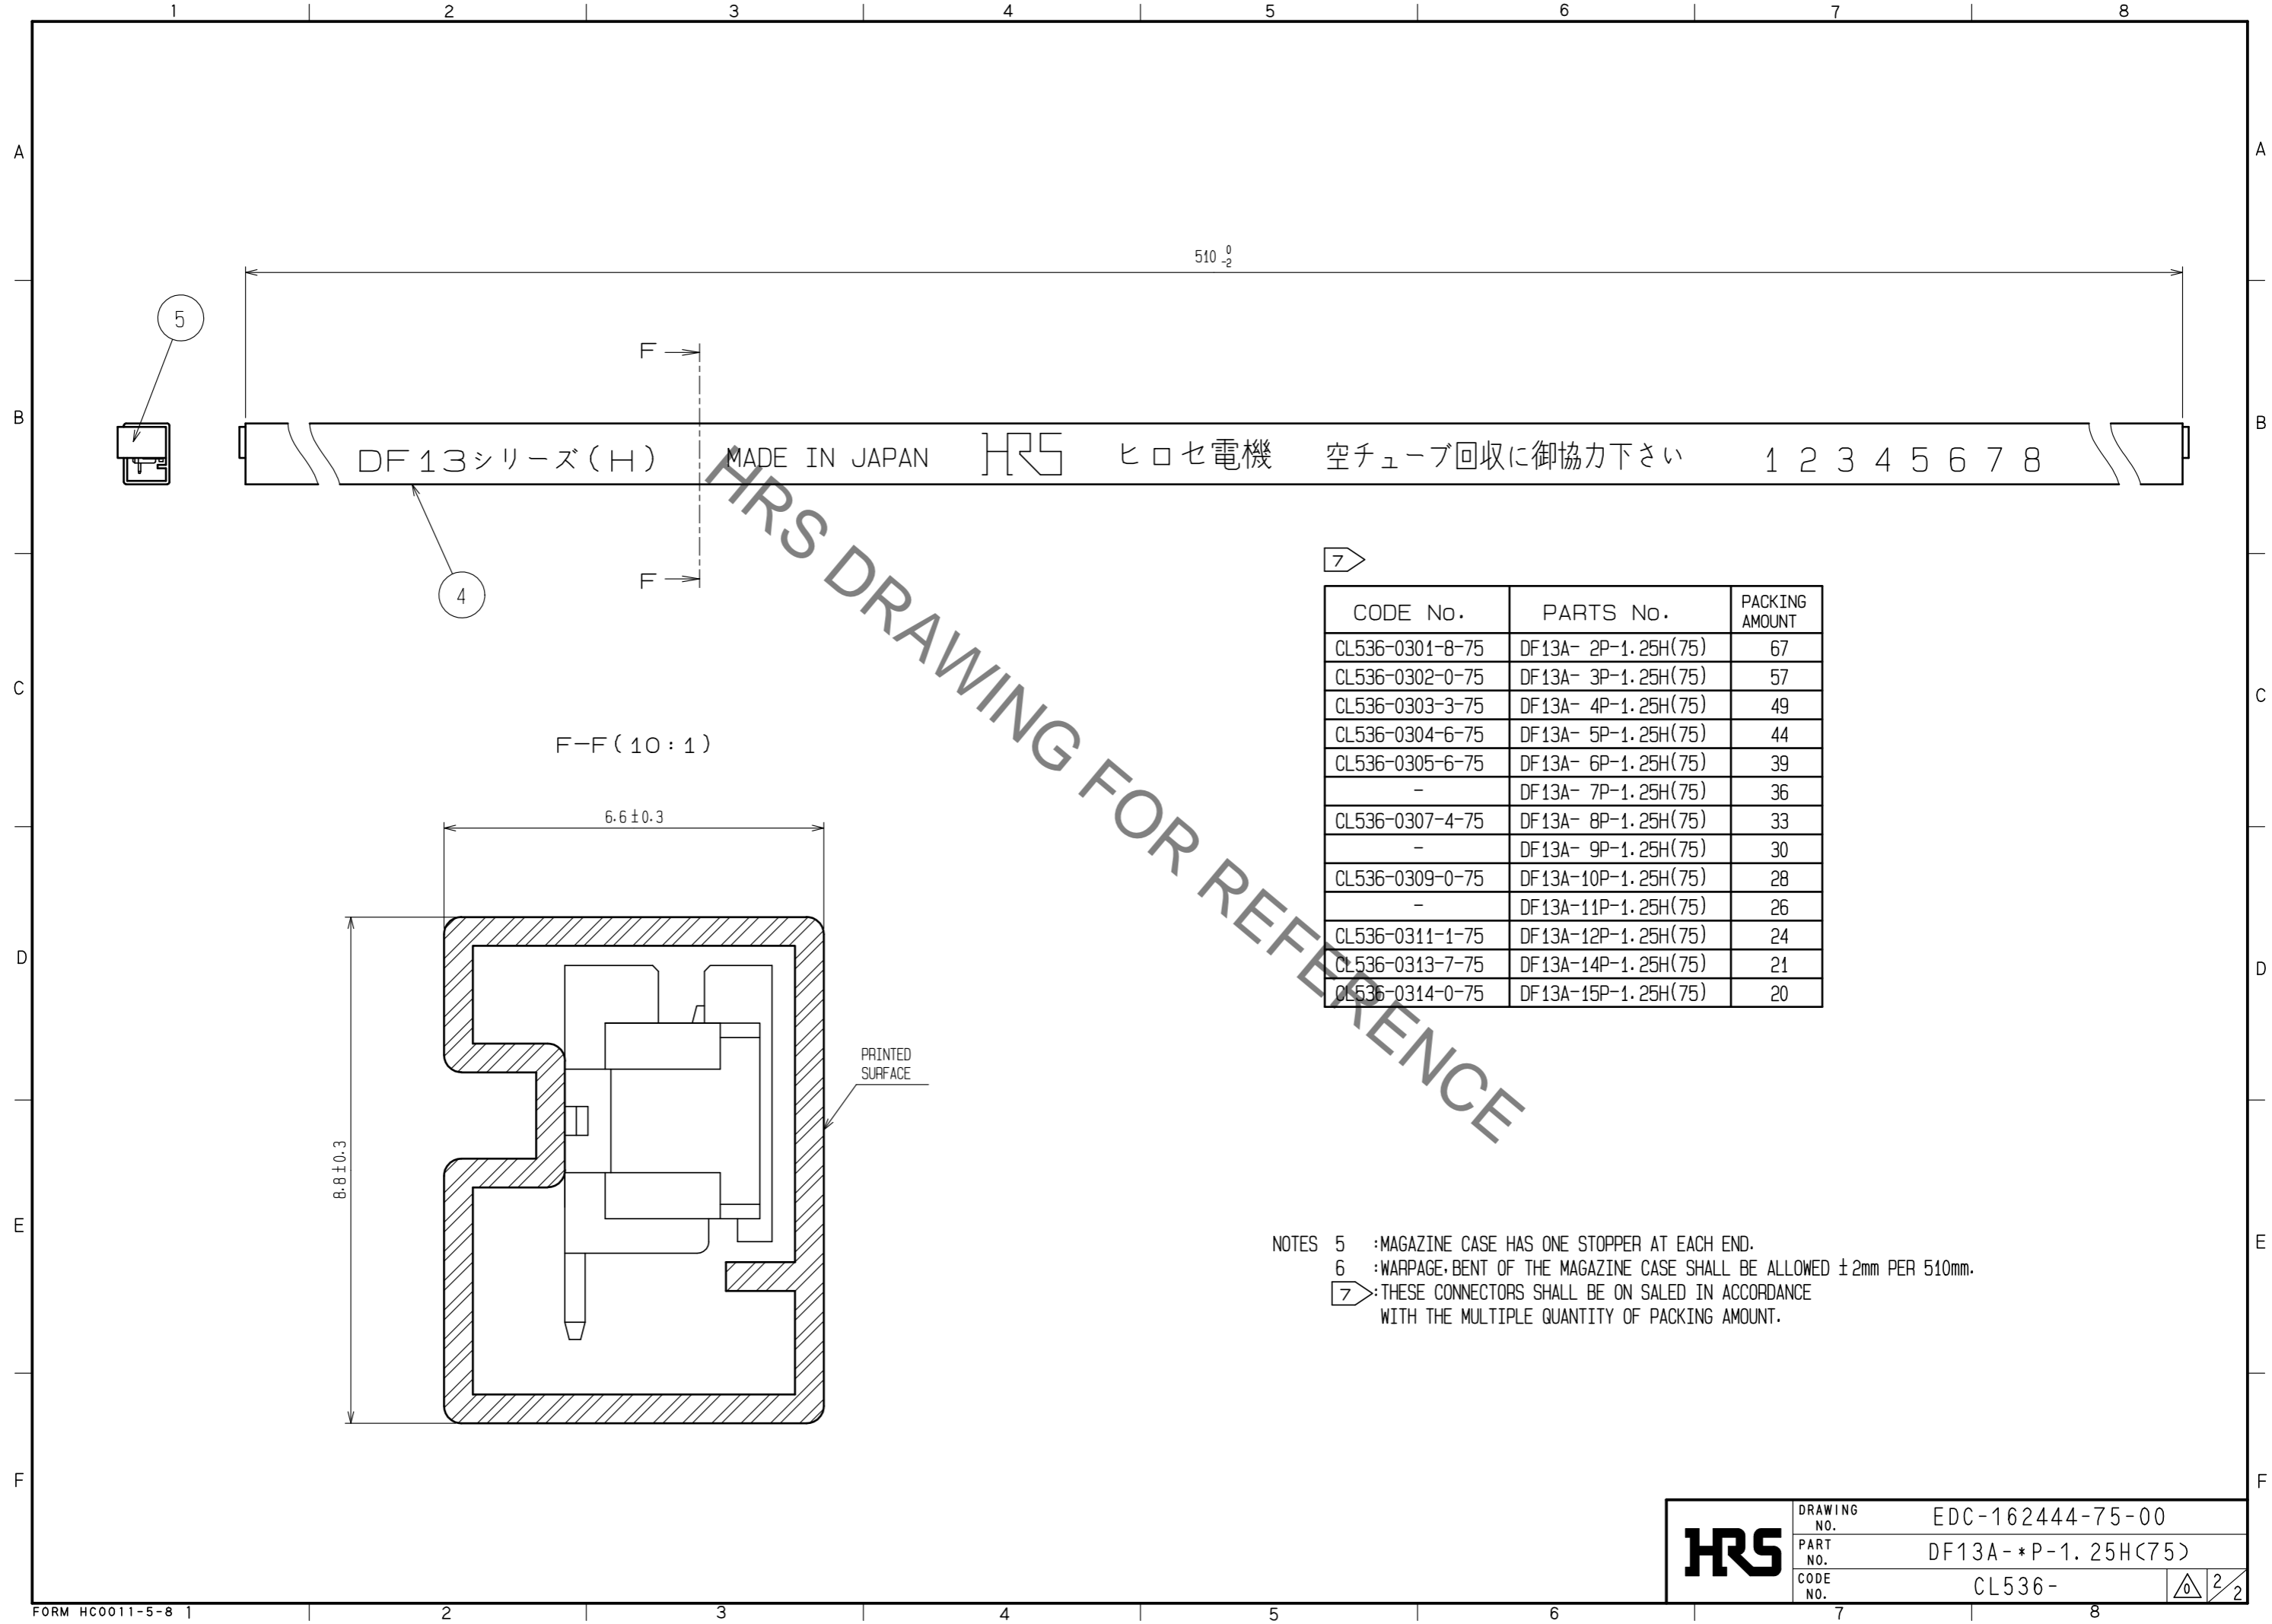 1 2 3 4 5 6 7 8
A A
510 0 -2
5
F
B B
DF13シリーズ(H) MADE IN JAPAN HRS ヒロセ電機 空チューブ回収に御協力下さい 1 2 3 4 5 6 7 8
F
4
7
CODE No. PARTS No. PACKING AMOUNT
CL536-0301-8-75 DF13A- 2P-1.25H(75) 67
CL536-0302-0-75 DF13A- 3P-1.25H(75) 57
CL536-0303-3-75 DF13A- 4P-1.25H(75) 49
CL536-0304-6-75 DF13A- 5P-1.25H(75) 44
CL536-0305-6-75 DF13A- 6P-1.25H(75) 39
- DF13A- 7P-1.25H(75) 36
CL536-0307-4-75 DF13A- 8P-1.25H(75) 33
- DF13A- 9P-1.25H(75) 30
CL536-0309-0-75 DF13A-10P-1.25H(75) 28
- DF13A-11P-1.25H(75) 26
CL536-0311-1-75 DF13A-12P-1.25H(75) 24
CL536-0313-7-75 DF13A-14P-1.25H(75) 21
CL536-0314-0-75 DF13A-15P-1.25H(75) 20
C C
HRS DRAWING FOR REFERENCE
F-F(10:1)
6.6±0.3
D D
8.8±0.3
PRINTED
SURFACE
E E
NOTES 5 :MAGAZINE CASE HAS ONE STOPPER AT EACH END.
6 :WARPAGE,BENT OF THE MAGAZINE CASE SHALL BE ALLOWED ±2mm PER 510mm.
7 :THESE CONNECTORS SHALL BE ON SALED IN ACCORDANCE
WITH THE MULTIPLE QUANTITY OF PACKING AMOUNT.
F F
HRS
DRAWING NO. EDC-162444-75-00
PART NO. DF13A-*P-1.25H(75)
CODE NO. CL536- 0 2/2
FORM HC0011-5-8 1 2 3 4 5 6 7 8